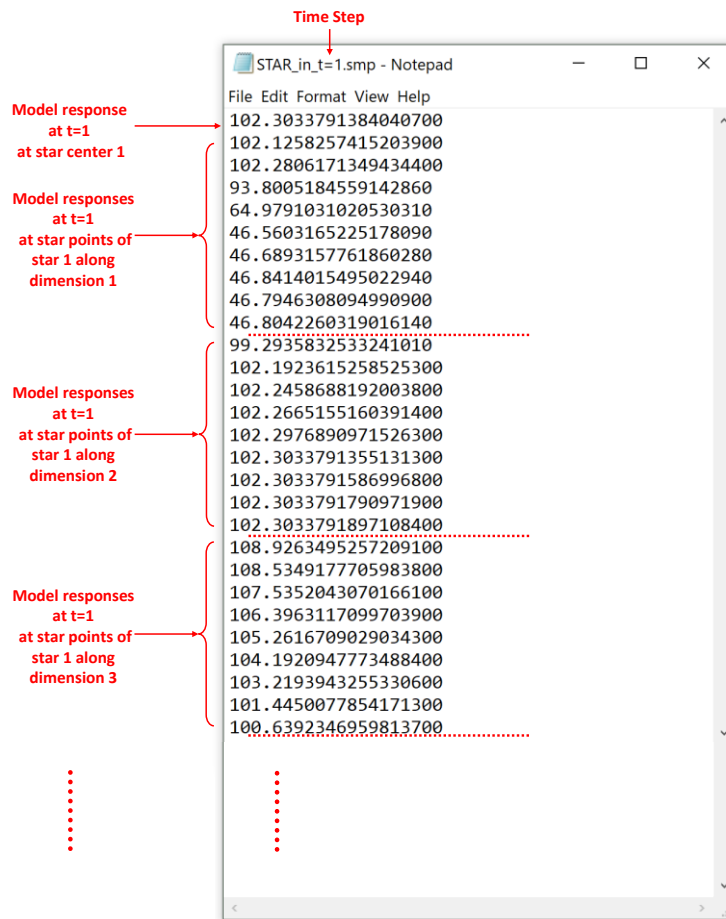 Time Step
STAR_in_t=1.smp - Notepad
File Edit Format View Help
Model response
at t=1
at star center 1
102.3033791384040700
102.1258257415203900
102.2806171349434400
93.8005184559142860
64.9791031020530310
46.5603165225178090
46.6893157761860280
46.8414015495022940
46.7946308094990900
46.8042260319016140
Model responses
at t=1
at star points of
star 1 along
dimension 1
99.2935832533241010
102.1923615258525300
102.2458688192003800
102.2665155160391400
102.2976890971526300
102.3033791355131300
102.3033791586996800
102.3033791790971900
102.3033791897108400
Model responses
at t=1
at star points of
star 1 along
dimension 2
108.9263495257209100
108.5349177705983800
107.5352043070166100
106.3963117099703900
105.2616709029034300
104.1920947773488400
103.2193943255330600
101.4450077854171300
100.6392346959813700
Model responses
at t=1
at star points of
star 1 along
dimension 3